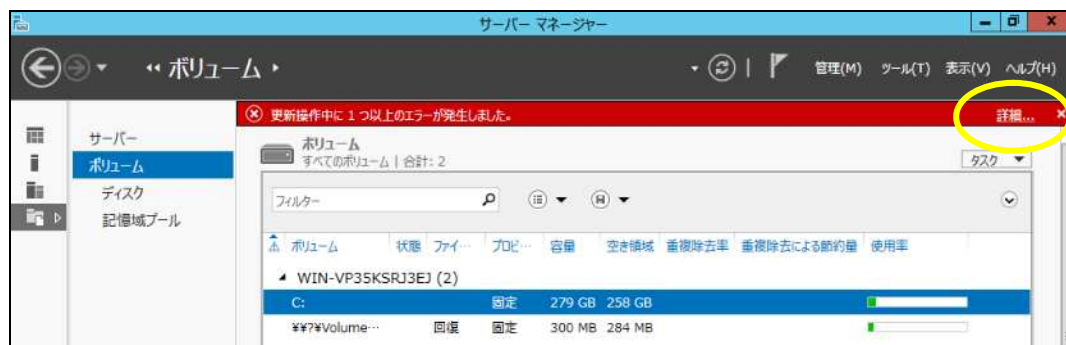 サーバー マネージャー
ボリューム
管理(M) ツール(T) 表示(V) ヘルプ(H)
更新操作中に 1 つ以上のエラーが発生しました。 詳細...
サーバー
ボリューム
ディスク
記憶域プール
ボリューム
すべてのボリューム | 合計: 2
タスク
フィルター
ボリューム 状態 ファイ… プロビ… 容量 空き領域 重複除去率 重複除去による節約量 使用率
WIN-VP35KSRJ3EJ (2)
C: 固定 279 GB 258 GB
¥¥?¥Volume… 回復 固定 300 MB 284 MB